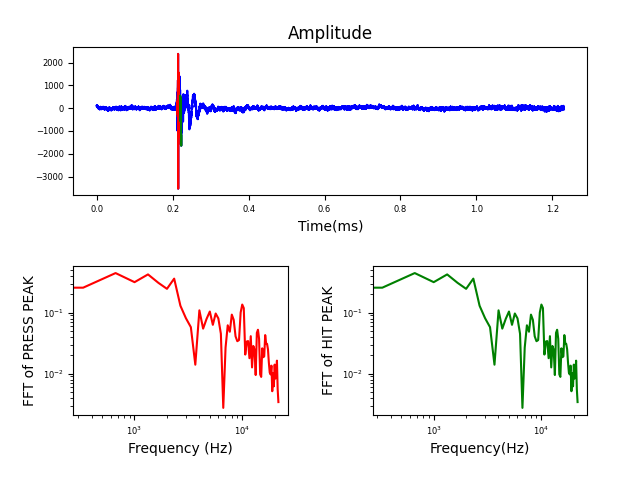 Amplitude
2000
1000
0
−1000
−2000
−3000
0.0 0.2 0.4 0.6 0.8 1.0 1.2
Time(ms)
FFT of PRESS PEAK
10⁻¹
10⁻²
10³ 10⁴
Frequency (Hz)
FFT of HIT PEAK
10⁻¹
10⁻²
10³ 10⁴
Frequency(Hz)